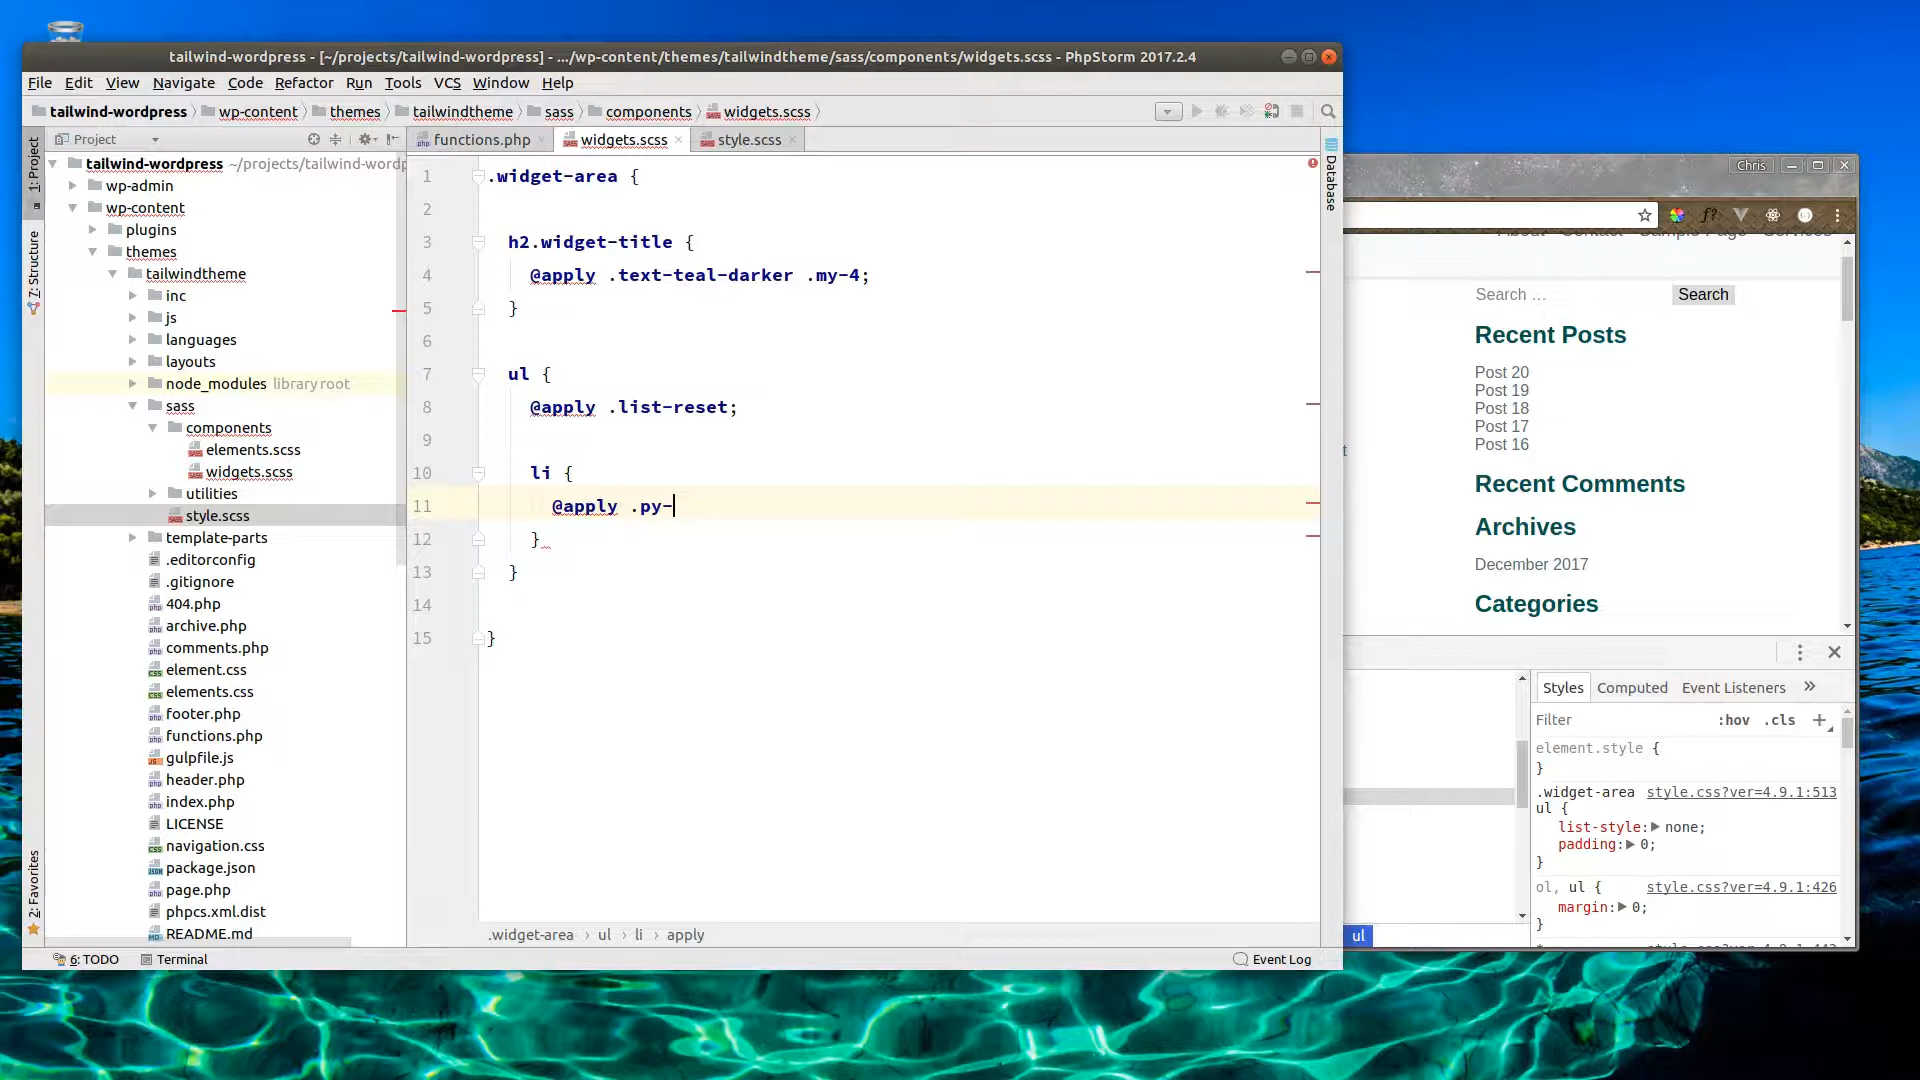 tailwind-wordpress - [~/projects/tailwind-wordpress] - .../wp-content/themes/tailwindtheme/sass/components/widgets.scss - PhpStorm 2017.2.4
File Edit View Navigate Code Refactor Run Tools VCS Window Help
tailwind-wordpress wp-content themes tailwindtheme sass components widgets.scss
Project
functions.php
widgets.scss
style.scss
1: Project
7: Structure
2: Favorites
tailwind-wordpress ~/projects/tailwind-wordp
wp-admin
wp-content
plugins
themes
tailwindtheme
inc
js
languages
layouts
node_modules library root
sass
components
elements.scss
widgets.scss
utilities
style.scss
template-parts
.editorconfig
.gitignore
404.php
archive.php
comments.php
element.css
elements.css
footer.php
functions.php
gulpfile.js
header.php
index.php
LICENSE
navigation.css
package.json
page.php
phpcs.xml.dist
README.md
1 .widget-area {
2
3 h2.widget-title {
4 @apply .text-teal-darker .my-4;
5 }
6
7 ul {
8 @apply .list-reset;
9
10 li {
11 @apply .py-
12 }
13 }
14
15 }
.widget-area › ul › li › apply
6: TODO Terminal
Event Log
Database
Chris
f?
About Contact Sample Page Services
Search …
Search
Recent Posts
Post 20
Post 19
Post 18
Post 17
Post 16
Recent Comments
Archives
December 2017
Categories
t
Styles Computed Event Listeners »
Filter :hov .cls +
element.style {
}
.widget-area style.css?ver=4.9.1:513
ul {
list-style: none;
padding: 0;
}
ol, ul { style.css?ver=4.9.1:426
margin: 0;
}
ul